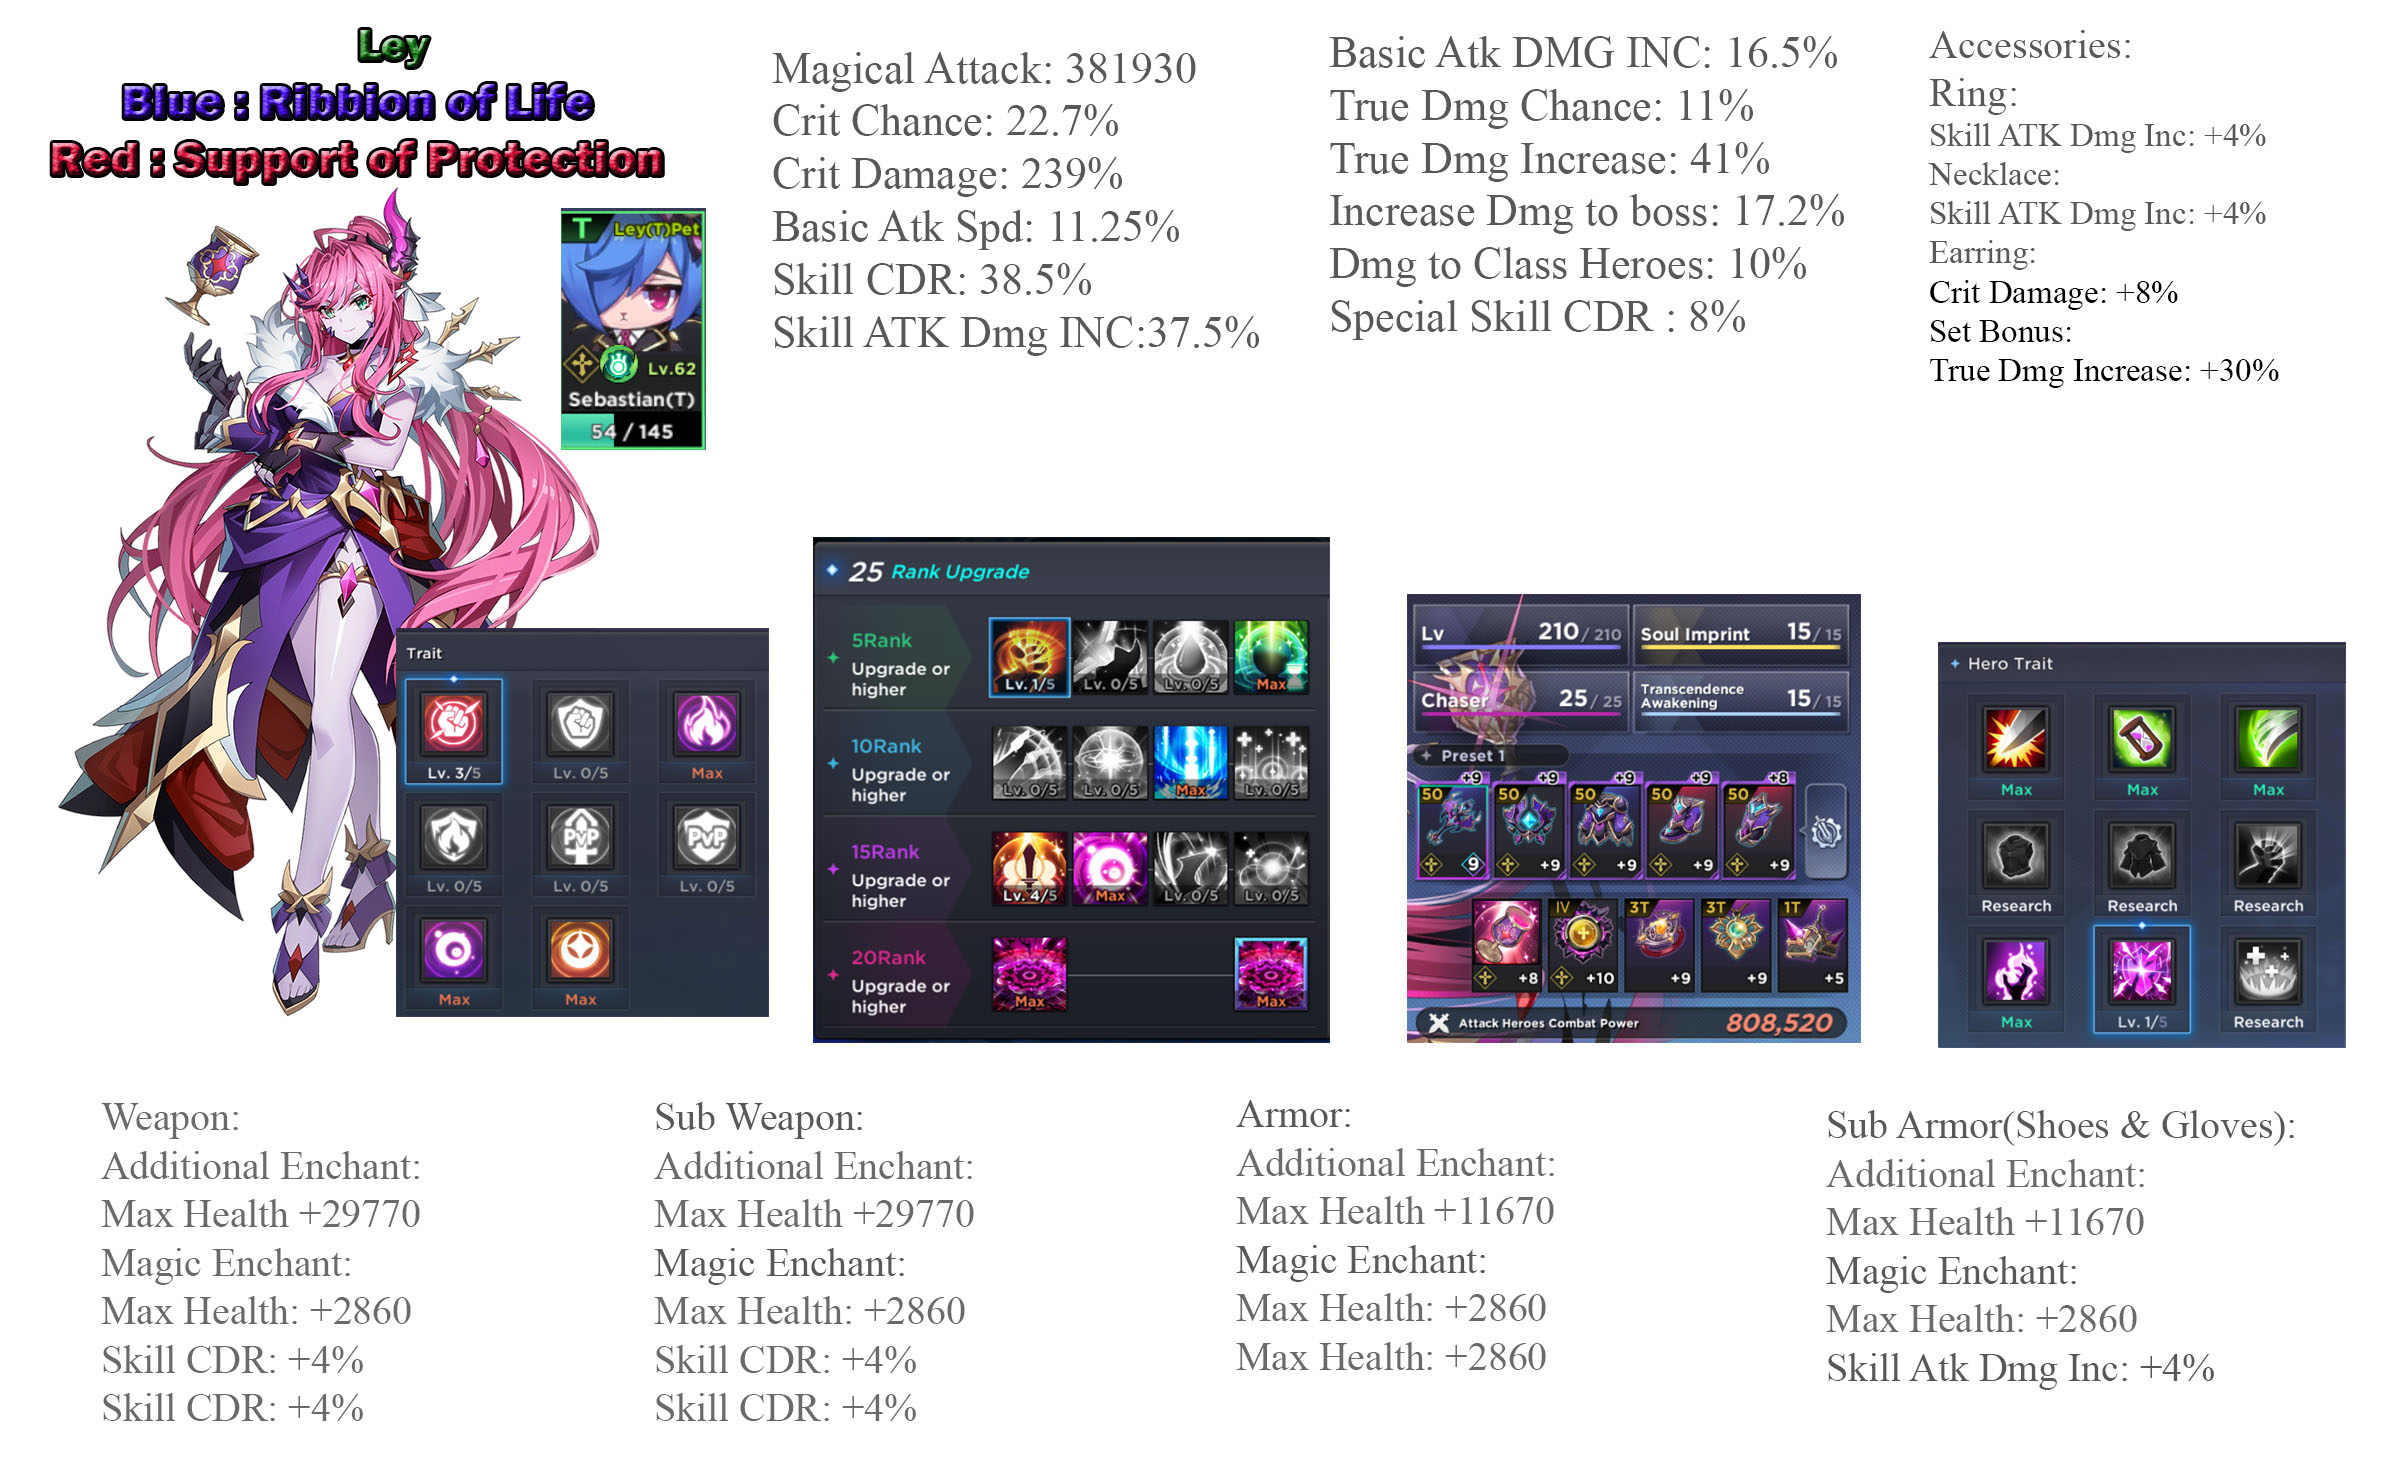 Ley
Blue : Ribbion of Life
Red : Support of Protection
T
Ley(T)Pet
Lv.62
Sebastian(T)
54 / 145
Magical Attack: 381930
Crit Chance: 22.7%
Crit Damage: 239%
Basic Atk Spd: 11.25%
Skill CDR: 38.5%
Skill ATK Dmg INC:37.5%
Basic Atk DMG INC: 16.5%
True Dmg Chance: 11%
True Dmg Increase: 41%
Increase Dmg to boss: 17.2%
Dmg to Class Heroes: 10%
Special Skill CDR : 8%
Accessories:
Ring:
Skill ATK Dmg Inc: +4%
Necklace:
Skill ATK Dmg Inc: +4%
Earring:
Crit Damage: +8%
Set Bonus:
True Dmg Increase: +30%
Trait
Lv. 3/5
Lv. 0/5
Max
Lv. 0/5
PvP
Lv. 0/5
PvP
Lv. 0/5
Max
Max
25 Rank Upgrade
5Rank
Upgrade or
higher
Lv. 1/5
Lv. 0/5
Lv. 0/5
Max
10Rank
Upgrade or
higher
Lv. 0/5
Lv. 0/5
Max
Lv. 0/5
15Rank
Upgrade or
higher
Lv. 4/5
Max
Lv. 0/5
Lv. 0/5
20Rank
Upgrade or
higher
Max
Max
Lv 210 / 210
Soul Imprint 15 / 15
Chaser 25 / 25
Transcendence
Awakening 15 / 15
Preset 1
+9 +9 +9 +9 +8
50 50 50 50 50
9 +9 +9 +9 +9
IV 3T 3T 1T
+8 +10 +9 +9 +5
Attack Heroes Combat Power 808,520
Hero Trait
Max
Max
Max
Research
Research
Research
Max
Lv. 1/5
Research
Weapon:
Additional Enchant:
Max Health +29770
Magic Enchant:
Max Health: +2860
Skill CDR: +4%
Skill CDR: +4%
Sub Weapon:
Additional Enchant:
Max Health +29770
Magic Enchant:
Max Health: +2860
Skill CDR: +4%
Skill CDR: +4%
Armor:
Additional Enchant:
Max Health +11670
Magic Enchant:
Max Health: +2860
Max Health: +2860
Sub Armor(Shoes & Gloves):
Additional Enchant:
Max Health +11670
Magic Enchant:
Max Health: +2860
Skill Atk Dmg Inc: +4%